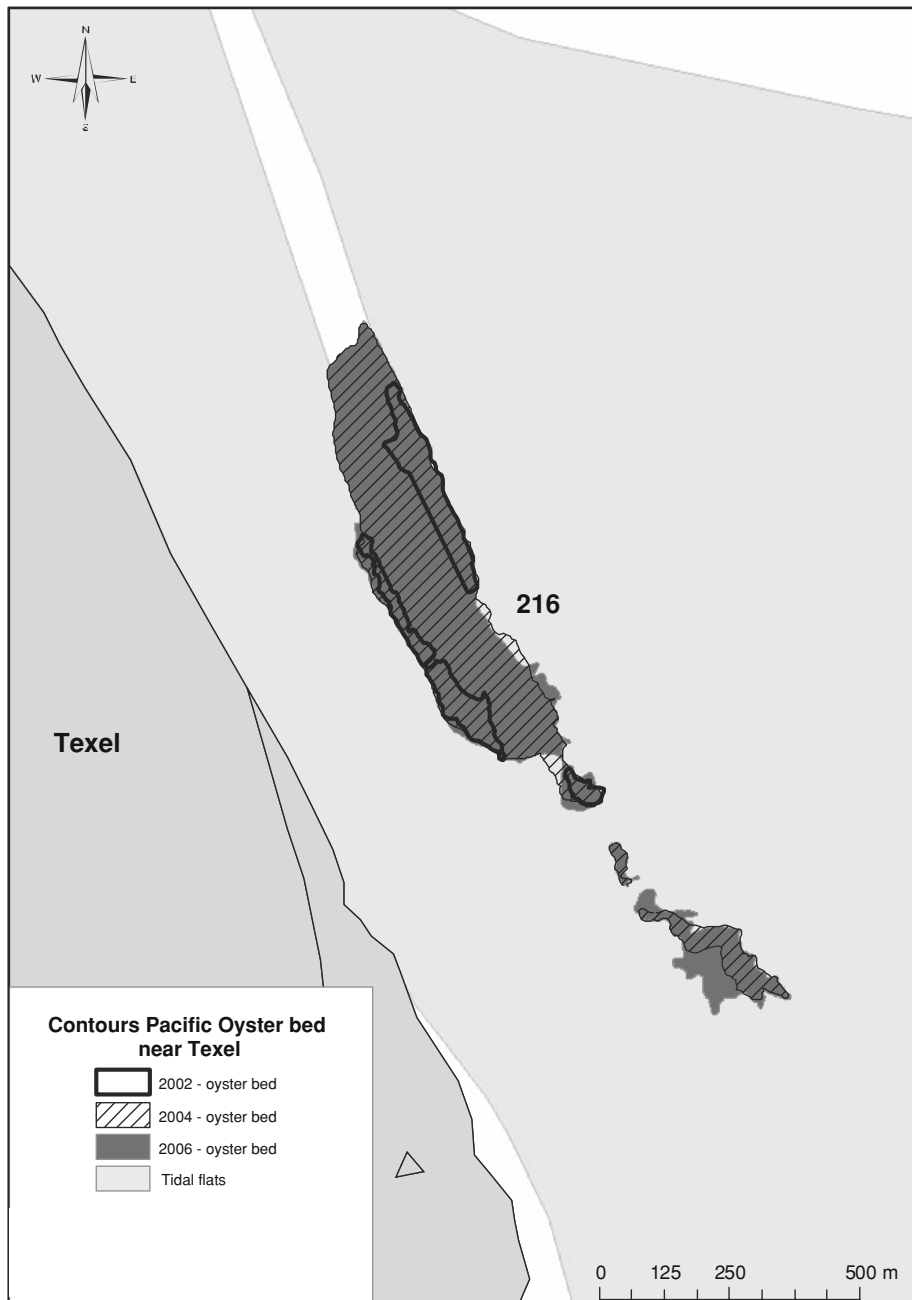 N
W E
S
216
Texel
Contours Pacific Oyster bed
near Texel
2002 - oyster bed
2004 - oyster bed
2006 - oyster bed
Tidal flats
0 125 250 500 m